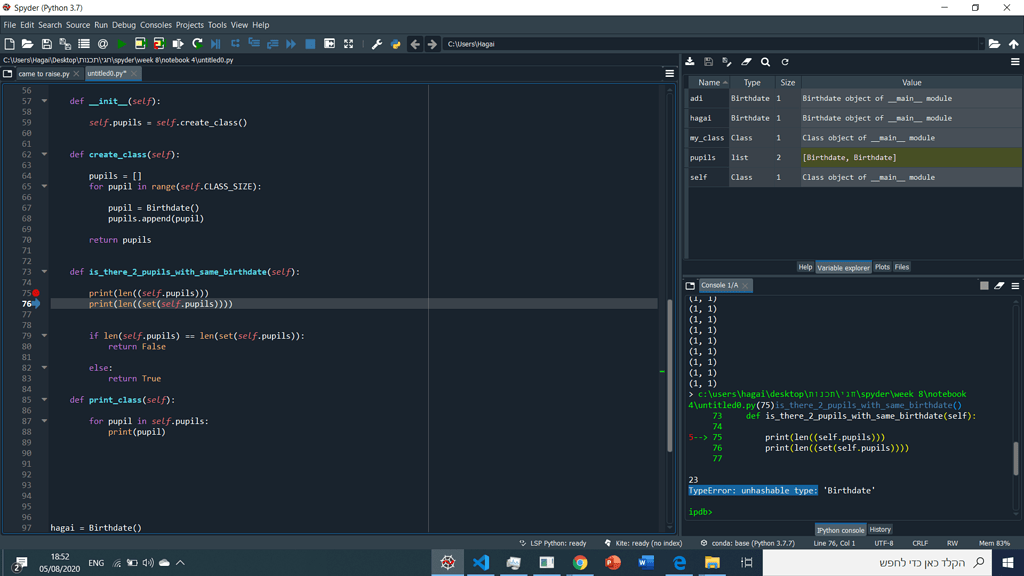 Spyder (Python 3.7)
File Edit Search Source Run Debug Consoles Projects Tools View Help
C:\Users\Hagai
C:\Users\Hagai\Desktop\חגי\תכנות\spyder\week 8\notebook 4\untitled0.py
came to raise.py
untitled0.py*
56
57 def __init__(self):
58
59 self.pupils = self.create_class()
60
61
62 def create_class(self):
63
64 pupils = []
65 for pupil in range(self.CLASS_SIZE):
66
67 pupil = Birthdate()
68 pupils.append(pupil)
69
70 return pupils
71
72
73 def is_there_2_pupils_with_same_birthdate(self):
74
75 print(len((self.pupils)))
76 print(len((set(self.pupils))))
77
78
79 if len(self.pupils) == len(set(self.pupils)):
80 return False
81
82 else:
83 return True
84
85 def print_class(self):
86
87 for pupil in self.pupils:
88 print(pupil)
89
90
91
92
93
94
95
96
97 hagai = Birthdate()
Name Type Size Value
adi Birthdate 1 Birthdate object of __main__ module
hagai Birthdate 1 Birthdate object of __main__ module
my_class Class 1 Class object of __main__ module
pupils list 2 [Birthdate, Birthdate]
self Class 1 Class object of __main__ module
Help Variable explorer Plots Files
Console 1/A
(1, 1)
(1, 1)
(1, 1)
(1, 1)
(1, 1)
(1, 1)
(1, 1)
(1, 1)
(1, 1)
> c:\users\hagai\desktop\חגי\תכנות\spyder\week 8\notebook
4\untitled0.py(75)is_there_2_pupils_with_same_birthdate()
73 def is_there_2_pupils_with_same_birthdate(self):
74
5--> 75 print(len((self.pupils)))
76 print(len((set(self.pupils))))
77
23
TypeError: unhashable type: 'Birthdate'
ipdb>
IPython console History
LSP Python: ready Kite: ready (no index) conda: base (Python 3.7.7) Line 76, Col 1 UTF-8 CRLF RW Mem 83%
2
18:52
05/08/2020
ENG
הקלד כאן כדי לחפש